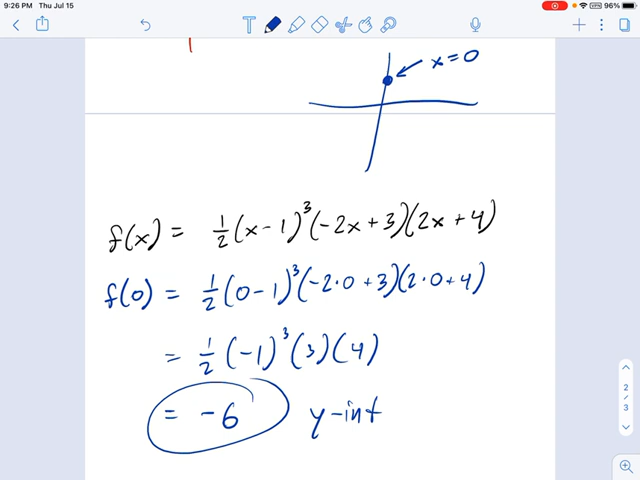 9:26 PM Thu Jul 15
96%
x=0
f(x) = ½(x-1)³(-2x+3)(2x+4)
f(0) = ½(0-1)³(-2·0+3)(2·0+4)
= ½(-1)³(3)(4)
= -6 y-int
2/3